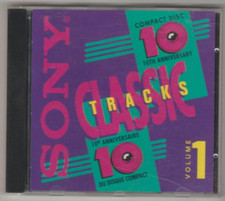 SONY
COMPACT DISC
10
10TH ANNIVERSARY
CLASSIC
TRACKS
10e ANNIVERSAIRE
10
DU DISQUE COMPACT
VOLUME 1